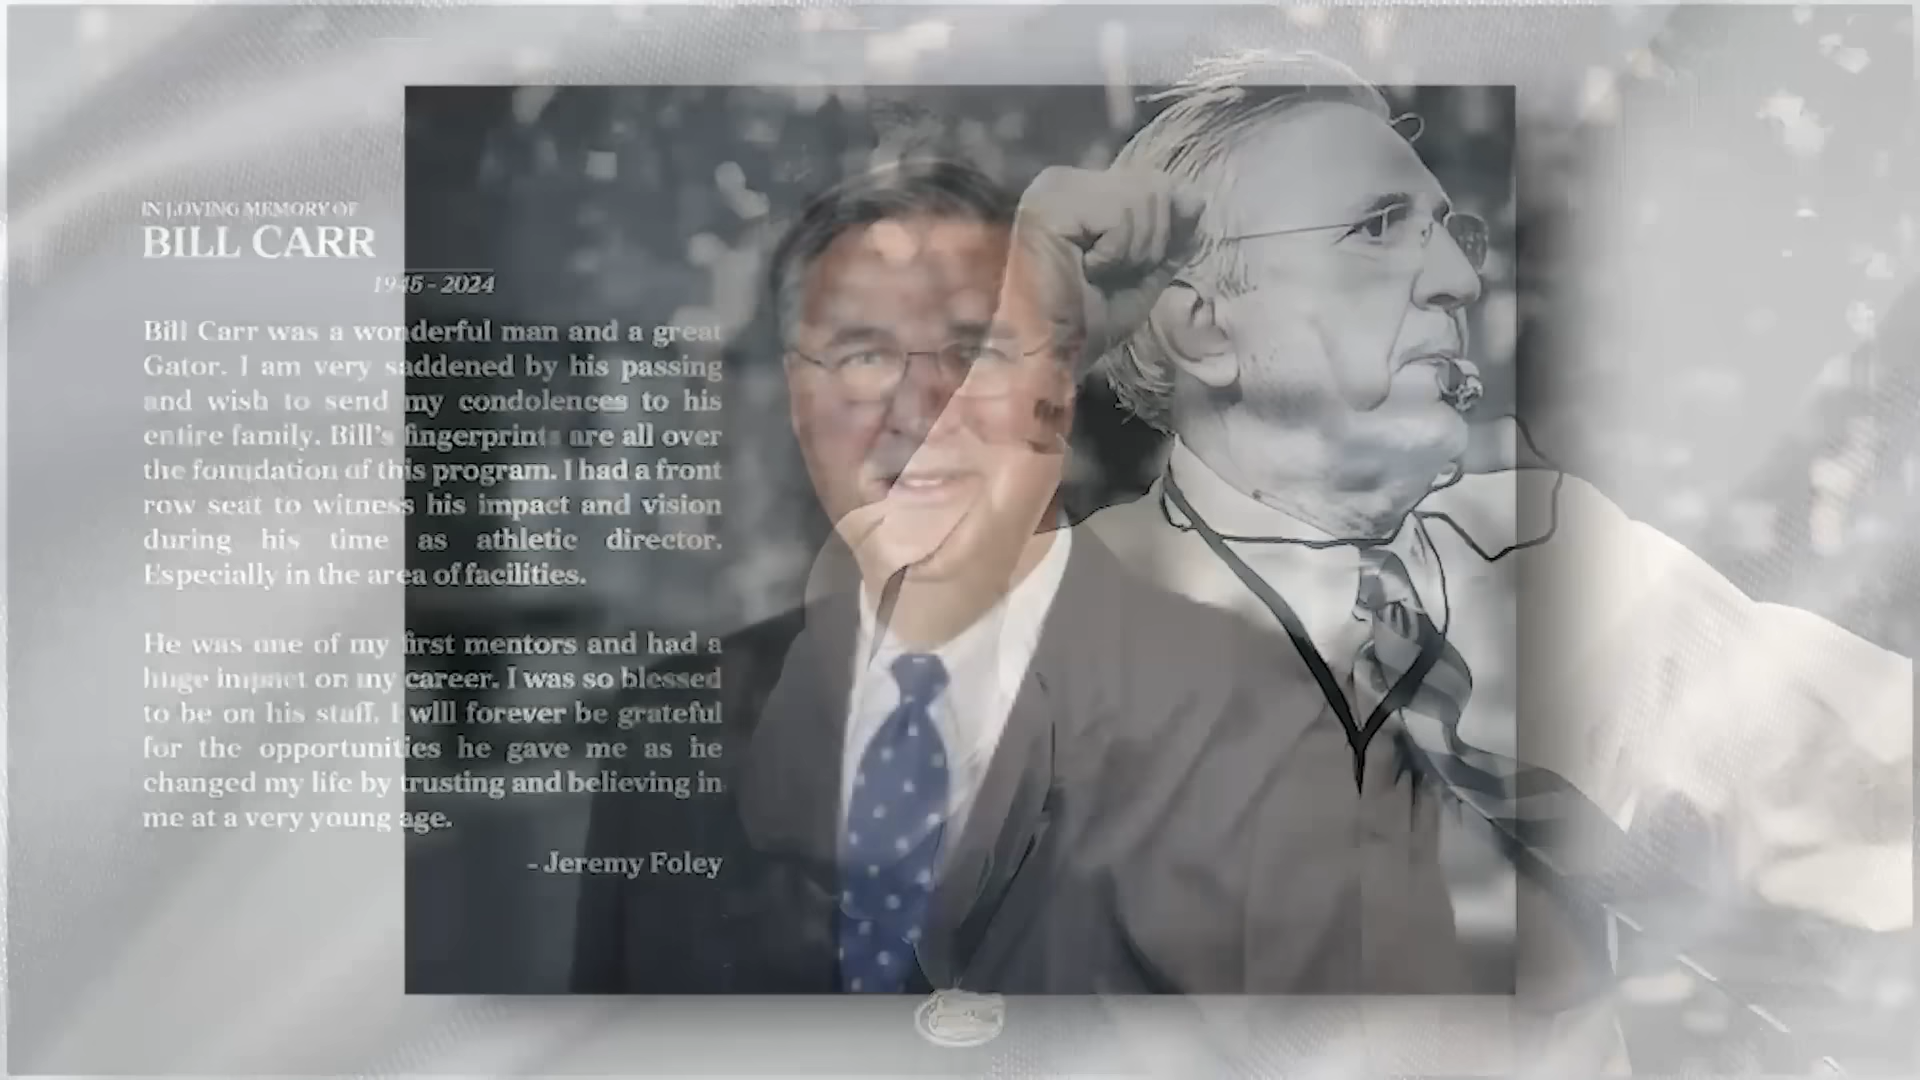 IN LOVING MEMORY OF
BILL CARR
1945 - 2024
Bill Carr was a wonderful man and a great
Gator. I am very saddened by his passing
and wish to send my condolences to his
entire family. Bill's fingerprints are all over
the foundation of this program. I had a front
row seat to witness his impact and vision
during his time as athletic director.
Especially in the area of facilities.
He was one of my first mentors and had a
huge impact on my career. I was so blessed
to be on his staff. I will forever be grateful
for the opportunities he gave me as he
changed my life by trusting and believing in
me at a very young age.
- Jeremy Foley